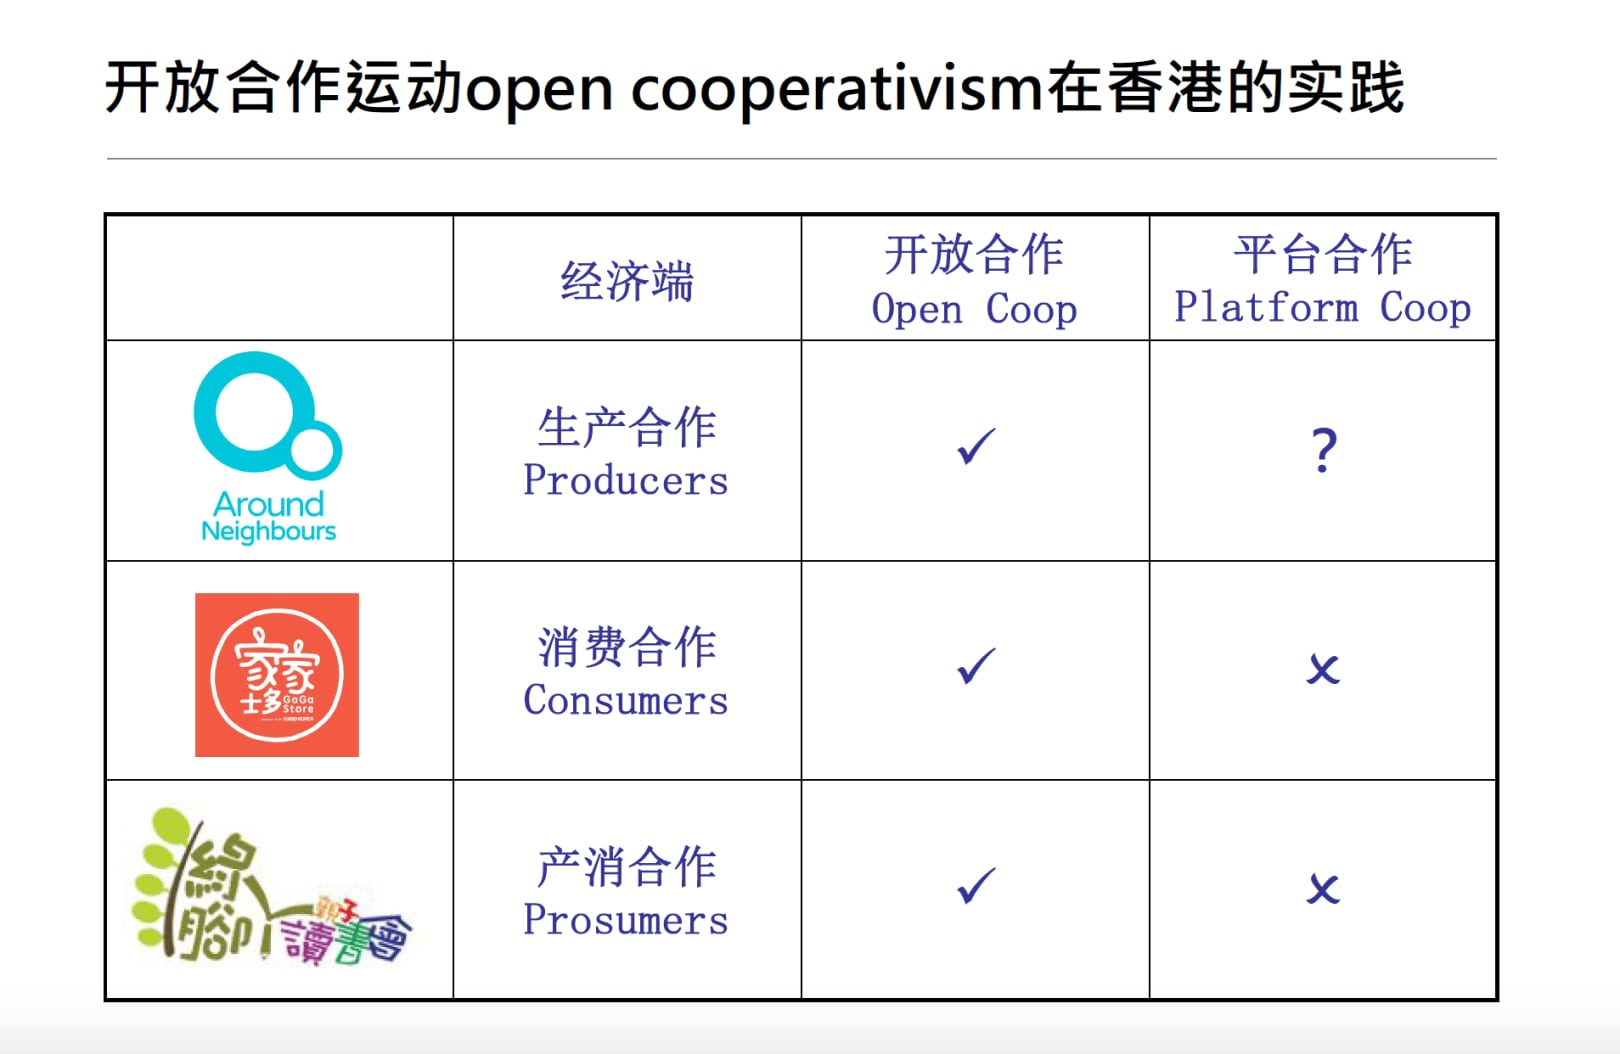 开放合作运动open cooperativism在香港的实践
经济端
开放合作
Open Coop
平台合作
Platform Coop
Around
Neighbours
生产合作
Producers
✓
?
家家
士多
GaGa
Store
消费合作
Consumers
✓
✗
綠腳丫
親子
讀書會
产消合作
Prosumers
✓
✗